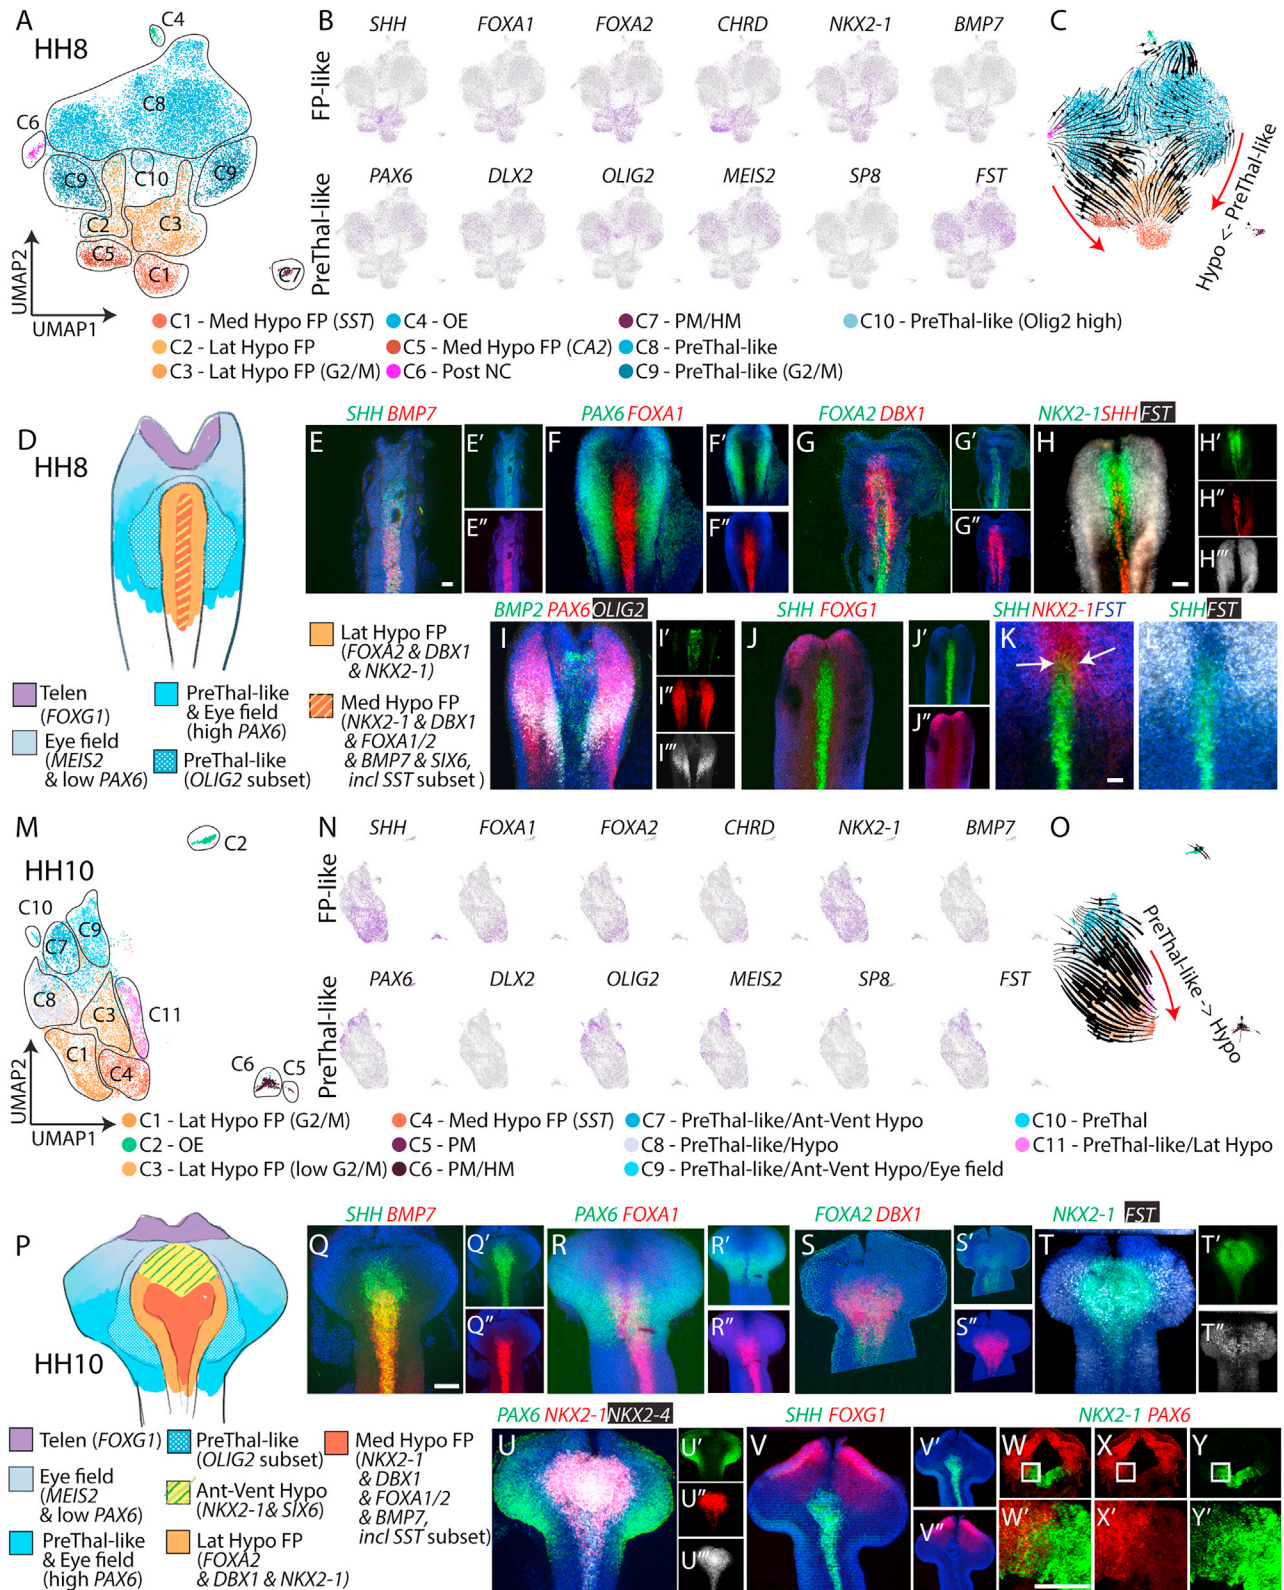 A
HH8
C4
C8
C6
C9
C10
C9
C2
C3
C5
C1
C7
UMAP2
UMAP1
B
SHH
FOXA1
FOXA2
CHRD
NKX2-1
BMP7
FP-like
PAX6
DLX2
OLIG2
MEIS2
SP8
FST
PreThal-like
C
Hypo <- PreThal-like
C1 - Med Hypo FP (SST)
C4 - OE
C7 - PM/HM
C10 - PreThal-like (Olig2 high)
C2 - Lat Hypo FP
C5 - Med Hypo FP (CA2)
C8 - PreThal-like
C3 - Lat Hypo FP (G2/M)
C6 - Post NC
C9 - PreThal-like (G2/M)
D
HH8
Telen
(FOXG1)
Eye field
(MEIS2
& low PAX6)
PreThal-like
& Eye field
(high PAX6)
PreThal-like
(OLIG2 subset)
Lat Hypo FP
(FOXA2 & DBX1
& NKX2-1)
Med Hypo FP
(NKX2-1 & DBX1
& FOXA1/2
& BMP7 & SIX6,
incl SST subset )
SHH BMP7
E
E'
E''
PAX6 FOXA1
F
F'
F''
FOXA2 DBX1
G
G'
G''
NKX2-1SHH FST
H
H'
H''
H'''
BMP2 PAX6 OLIG2
I
I'
I''
I'''
SHH FOXG1
J
J'
J''
SHH NKX2-1 FST
K
SHH FST
L
M
HH10
C2
C10
C9
C7
C8
C3
C11
C1
C4
C6
C5
UMAP2
UMAP1
N
SHH
FOXA1
FOXA2
CHRD
NKX2-1
BMP7
FP-like
PAX6
DLX2
OLIG2
MEIS2
SP8
FST
PreThal-like
O
PreThal-like -> Hypo
C1 - Lat Hypo FP (G2/M)
C4 - Med Hypo FP (SST)
C7 - PreThal-like/Ant-Vent Hypo
C10 - PreThal
C2 - OE
C5 - PM
C8 - PreThal-like/Hypo
C11 - PreThal-like/Lat Hypo
C3 - Lat Hypo FP (low G2/M)
C6 - PM/HM
C9 - PreThal-like/Ant-Vent Hypo/Eye field
P
HH10
Telen (FOXG1)
Eye field
(MEIS2
& low PAX6)
PreThal-like
& Eye field
(high PAX6)
PreThal-like
(OLIG2 subset)
Ant-Vent Hypo
(NKX2-1& SIX6)
Lat Hypo FP
(FOXA2
& DBX1 & NKX2-1)
Med Hypo FP
(NKX2-1
& DBX1
& FOXA1/2
& BMP7,
incl SST subset)
SHH BMP7
Q
Q'
Q''
PAX6 FOXA1
R
R'
R''
FOXA2 DBX1
S
S'
S''
NKX2-1 FST
T
T'
T''
PAX6 NKX2-1 NKX2-4
U
U'
U''
U'''
SHH FOXG1
V
V'
V''
NKX2-1 PAX6
W
X
Y
W'
X'
Y'